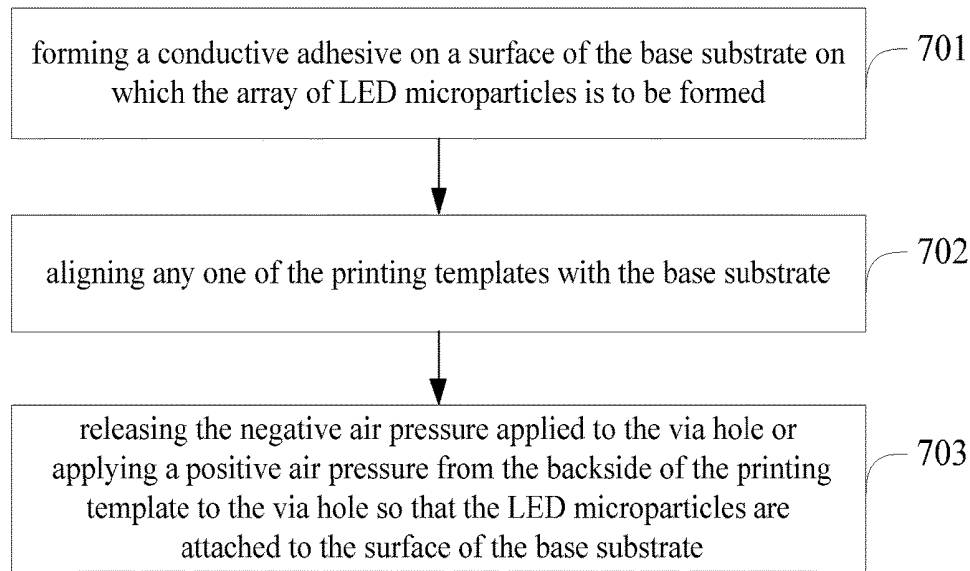 forming a conductive adhesive on a surface of the base substrate on
which the array of LED microparticles is to be formed
701
aligning any one of the printing templates with the base substrate
702
releasing the negative air pressure applied to the via hole or
applying a positive air pressure from the backside of the printing
template to the via hole so that the LED microparticles are
attached to the surface of the base substrate
703